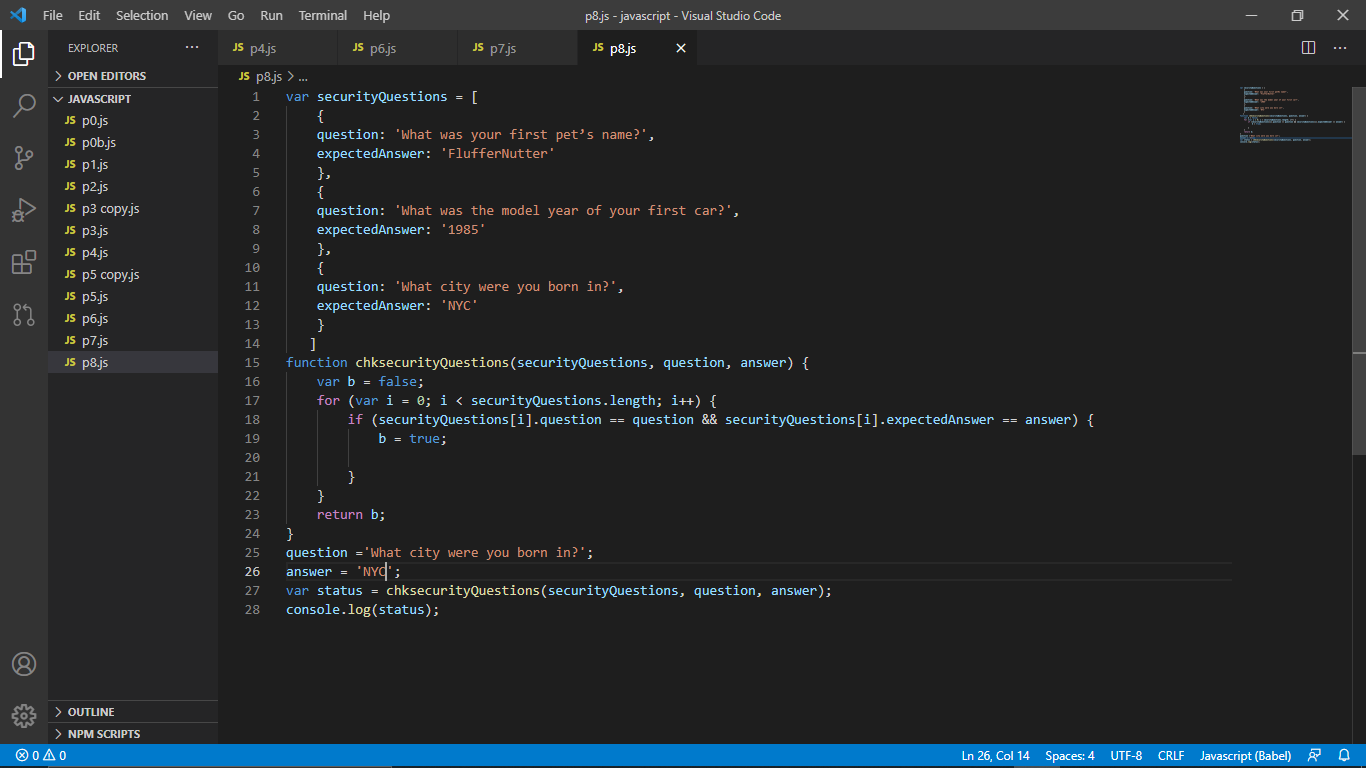 File Edit Selection View Go Run Terminal Help p8.js - javascript - Visual Studio Code
EXPLORER ...
JS p4.js JS p6.js JS p7.js JS p8.js
OPEN EDITORS
JAVASCRIPT
JS p0.js
JS p0b.js
JS p1.js
JS p2.js
JS p3 copy.js
JS p3.js
JS p4.js
JS p5 copy.js
JS p5.js
JS p6.js
JS p7.js
JS p8.js
OUTLINE
NPM SCRIPTS
JS p8.js > ...
1 var securityQuestions = [
2 {
3 question: 'What was your first pet’s name?',
4 expectedAnswer: 'FlufferNutter'
5 },
6 {
7 question: 'What was the model year of your first car?',
8 expectedAnswer: '1985'
9 },
10 {
11 question: 'What city were you born in?',
12 expectedAnswer: 'NYC'
13 }
14 ]
15 function chksecurityQuestions(securityQuestions, question, answer) {
16 var b = false;
17 for (var i = 0; i < securityQuestions.length; i++) {
18 if (securityQuestions[i].question == question && securityQuestions[i].expectedAnswer == answer) {
19 b = true;
20
21 }
22 }
23 return b;
24 }
25 question ='What city were you born in?';
26 answer = 'NYC';
27 var status = chksecurityQuestions(securityQuestions, question, answer);
28 console.log(status);
0 0 Ln 26, Col 14 Spaces: 4 UTF-8 CRLF Javascript (Babel)